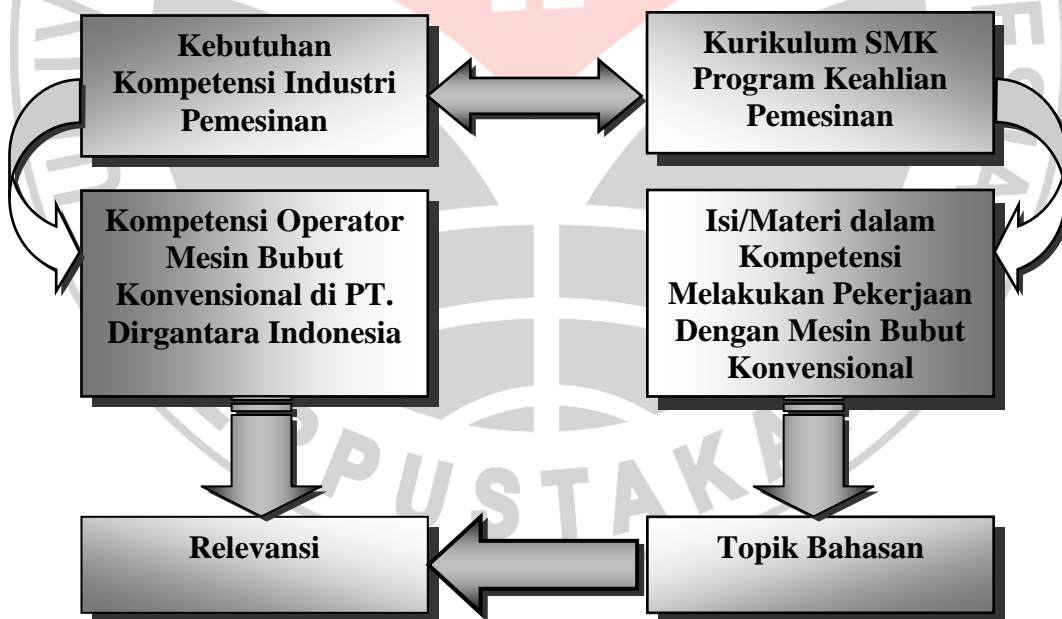 Kebutuhan
Kompetensi Industri
Pemesinan
Kurikulum SMK
Program Keahlian
Pemesinan
Kompetensi Operator
Mesin Bubut
Konvensional di PT.
Dirgantara Indonesia
Isi/Materi dalam
Kompetensi
Melakukan Pekerjaan
Dengan Mesin Bubut
Konvensional
Relevansi
Topik Bahasan